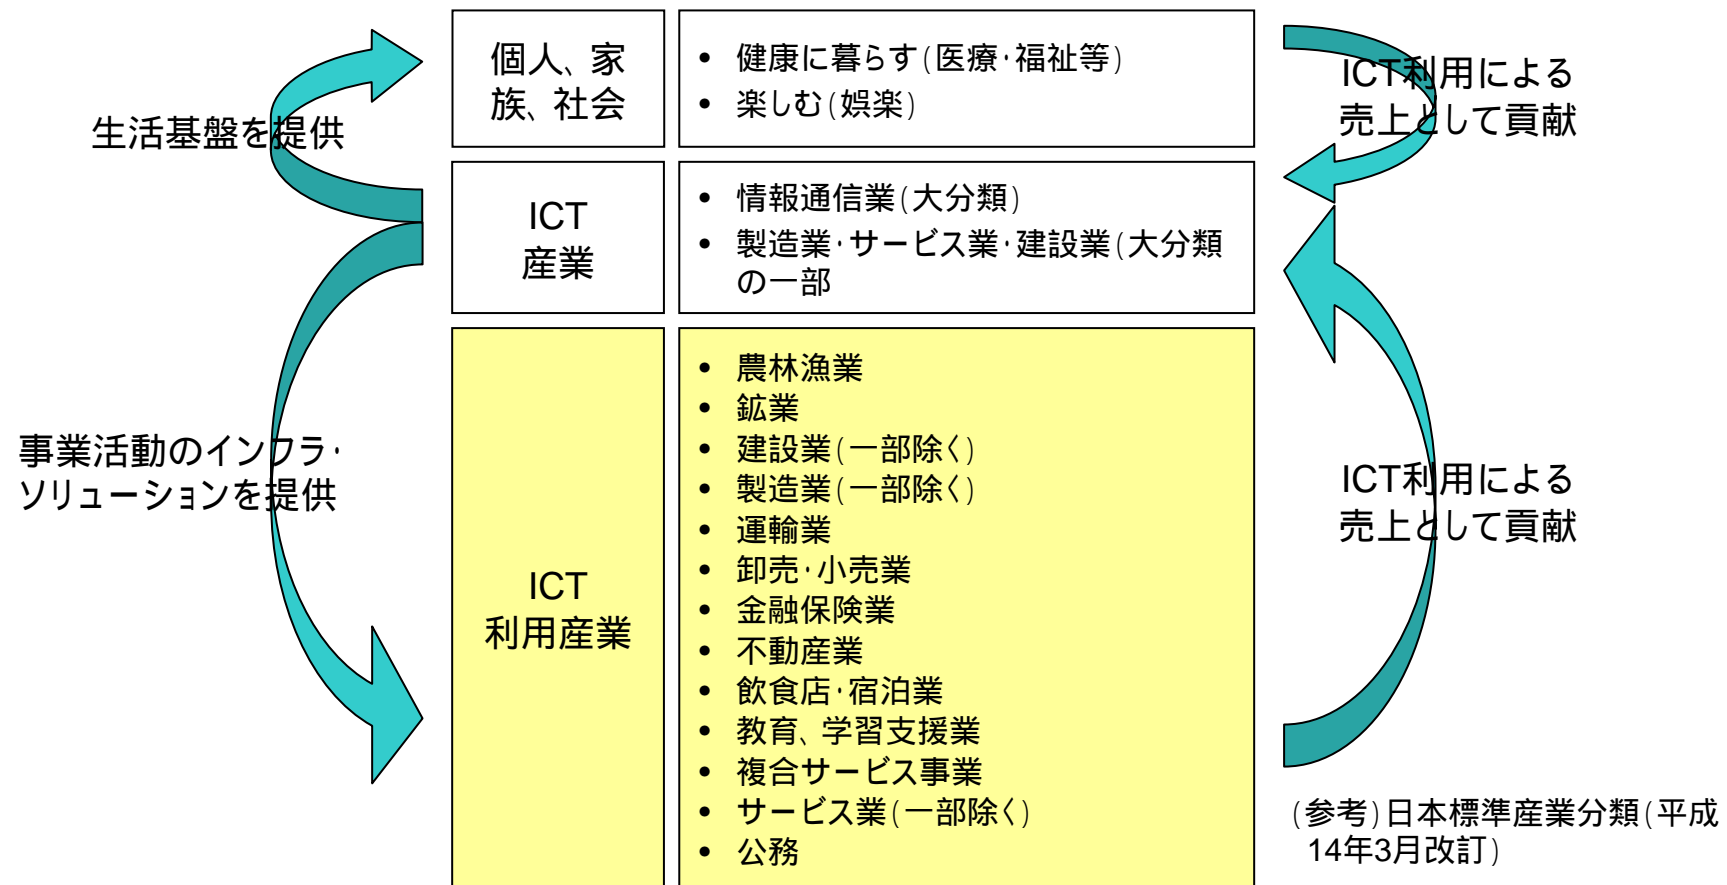 個人、家
族、社会
• 健康に暮らす(医療・福祉等)
• 楽しむ(娯楽)
ICT利用による
売上として貢献
生活基盤を提供
ICT
産業
• 情報通信業(大分類)
• 製造業・サービス業・建設業(大分類
の一部
事業活動のインフラ・
ソリューションを提供
ICT
利用産業
• 農林漁業
• 鉱業
• 建設業(一部除く)
• 製造業(一部除く)
• 運輸業
• 卸売・小売業
• 金融保険業
• 不動産業
• 飲食店・宿泊業
• 教育、学習支援業
• 複合サービス事業
• サービス業(一部除く)
• 公務
ICT利用による
売上として貢献
(参考)日本標準産業分類(平成
14年3月改訂)